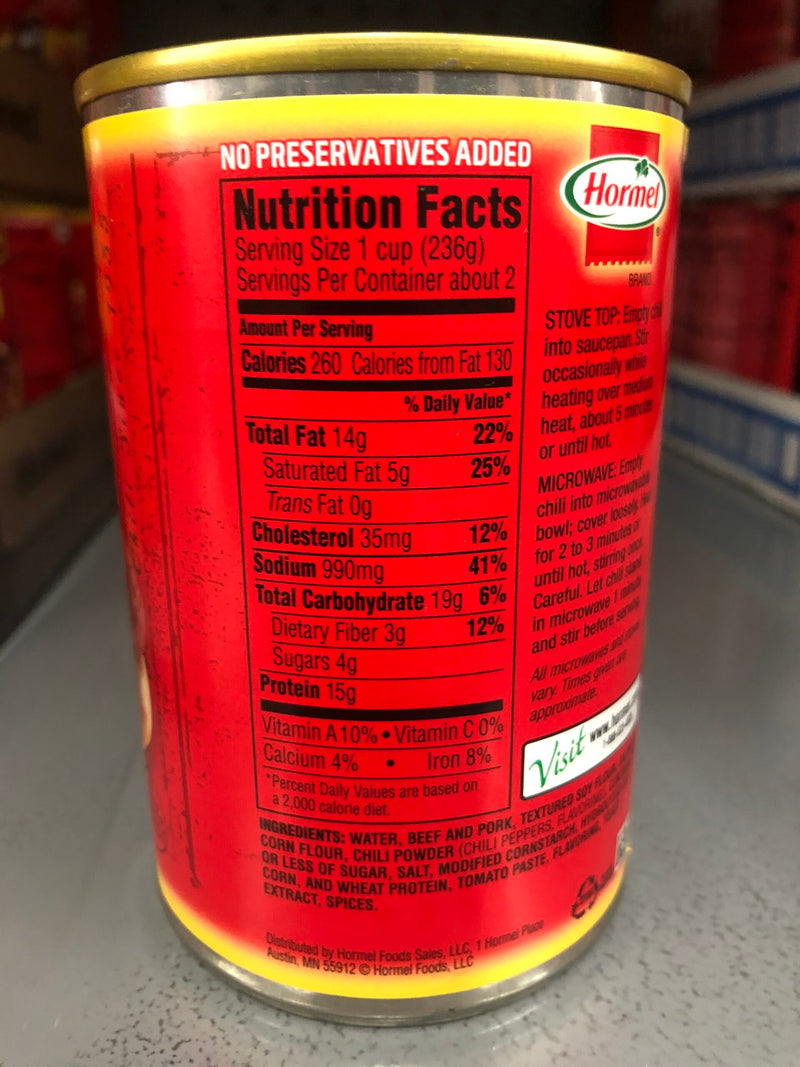 NO PRESERVATIVES ADDED
Nutrition Facts
Serving Size 1 cup (236g)
Servings Per Container about 2
Amount Per Serving
Calories 260 Calories from Fat 130
% Daily Value*
Total Fat 14g 22%
Saturated Fat 5g 25%
Trans Fat 0g
Cholesterol 35mg 12%
Sodium 990mg 41%
Total Carbohydrate 19g 6%
Dietary Fiber 3g 12%
Sugars 4g
Protein 15g
Vitamin A 10% • Vitamin C 0%
Calcium 4% • Iron 8%
*Percent Daily Values are based on
a 2,000 calorie diet.
INGREDIENTS: WATER, BEEF AND PORK, TEXTURED SOY FLOUR,
CORN FLOUR, CHILI POWDER (CHILI PEPPERS, FLAVORING),
OR LESS OF SUGAR, SALT, MODIFIED CORNSTARCH,
CORN, AND WHEAT PROTEIN, TOMATO PASTE, FLAVORING,
EXTRACT, SPICES.
Distributed by Hormel Foods Sales, LLC, 1 Hormel Place
Austin, MN 55912 © Hormel Foods, LLC
Hormel
®
BRAND
STOVE TOP: Empty chili
into saucepan. Stir
occasionally while
heating over medium
heat, about 5 minutes
or until hot.
MICROWAVE: Empty
chili into microwavable
bowl; cover loosely.
for 2 to 3 minutes or
until hot, stirring once.
Careful. Let chili stand
in microwave 1 minute
and stir before serving.
All microwaves and
vary. Times given are
approximate.
Visit www.